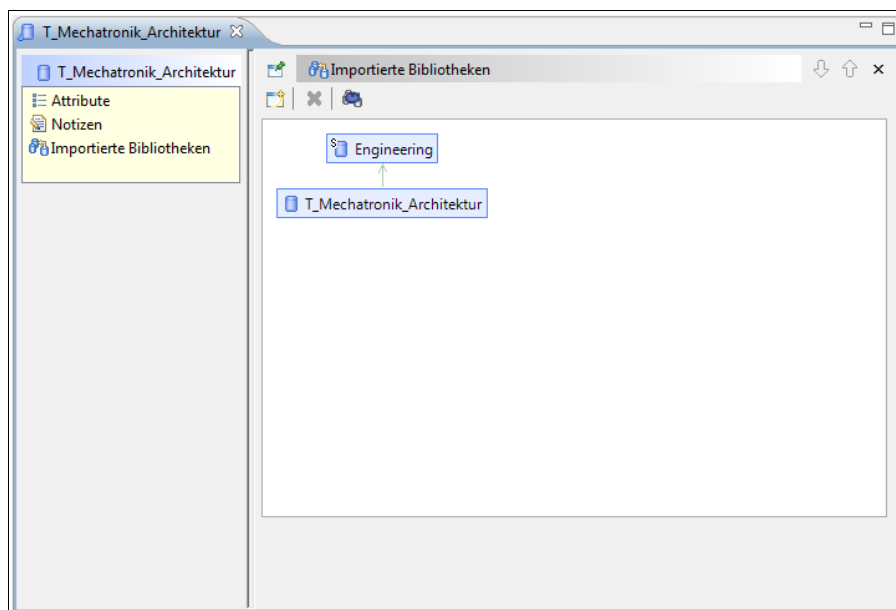 T_Mechatronik_Architektur
T_Mechatronik_Architektur
Attribute
Notizen
Importierte Bibliotheken
Importierte Bibliotheken
S Engineering
T_Mechatronik_Architektur